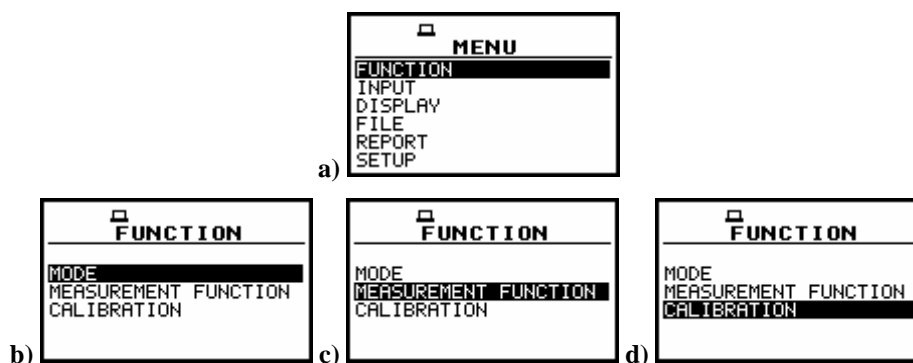 MENU
FUNCTION
INPUT
DISPLAY
FILE
REPORT
SETUP
a)
FUNCTION
MODE
MEASUREMENT FUNCTION
CALIBRATION
b)
FUNCTION
MODE
MEASUREMENT FUNCTION
CALIBRATION
c)
FUNCTION
MODE
MEASUREMENT FUNCTION
CALIBRATION
d)